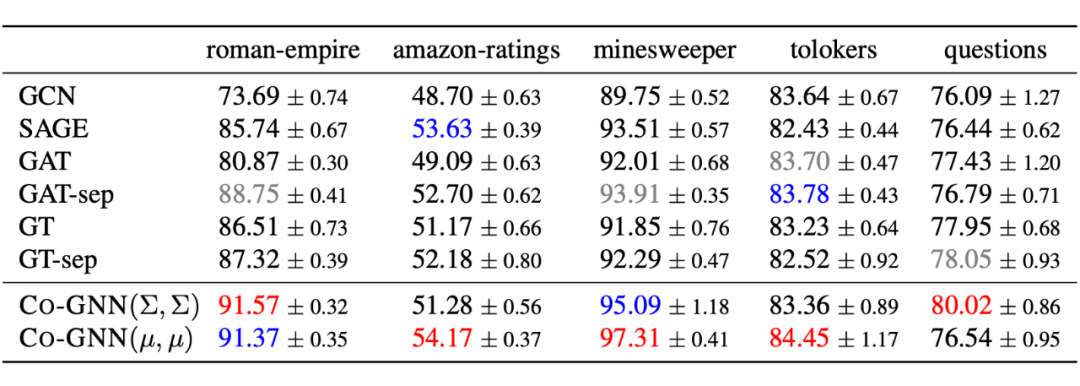 roman-empire amazon-ratings minesweeper tolokers questions
GCN 73.69 ± 0.74 48.70 ± 0.63 89.75 ± 0.52 83.64 ± 0.67 76.09 ± 1.27
SAGE 85.74 ± 0.67 53.63 ± 0.39 93.51 ± 0.57 82.43 ± 0.44 76.44 ± 0.62
GAT 80.87 ± 0.30 49.09 ± 0.63 92.01 ± 0.68 83.70 ± 0.47 77.43 ± 1.20
GAT-sep 88.75 ± 0.41 52.70 ± 0.62 93.91 ± 0.35 83.78 ± 0.43 76.79 ± 0.71
GT 86.51 ± 0.73 51.17 ± 0.66 91.85 ± 0.76 83.23 ± 0.64 77.95 ± 0.68
GT-sep 87.32 ± 0.39 52.18 ± 0.80 92.29 ± 0.47 82.52 ± 0.92 78.05 ± 0.93
CO-GNN(Σ, Σ) 91.57 ± 0.32 51.28 ± 0.56 95.09 ± 1.18 83.36 ± 0.89 80.02 ± 0.86
CO-GNN(μ, μ) 91.37 ± 0.35 54.17 ± 0.37 97.31 ± 0.41 84.45 ± 1.17 76.54 ± 0.95